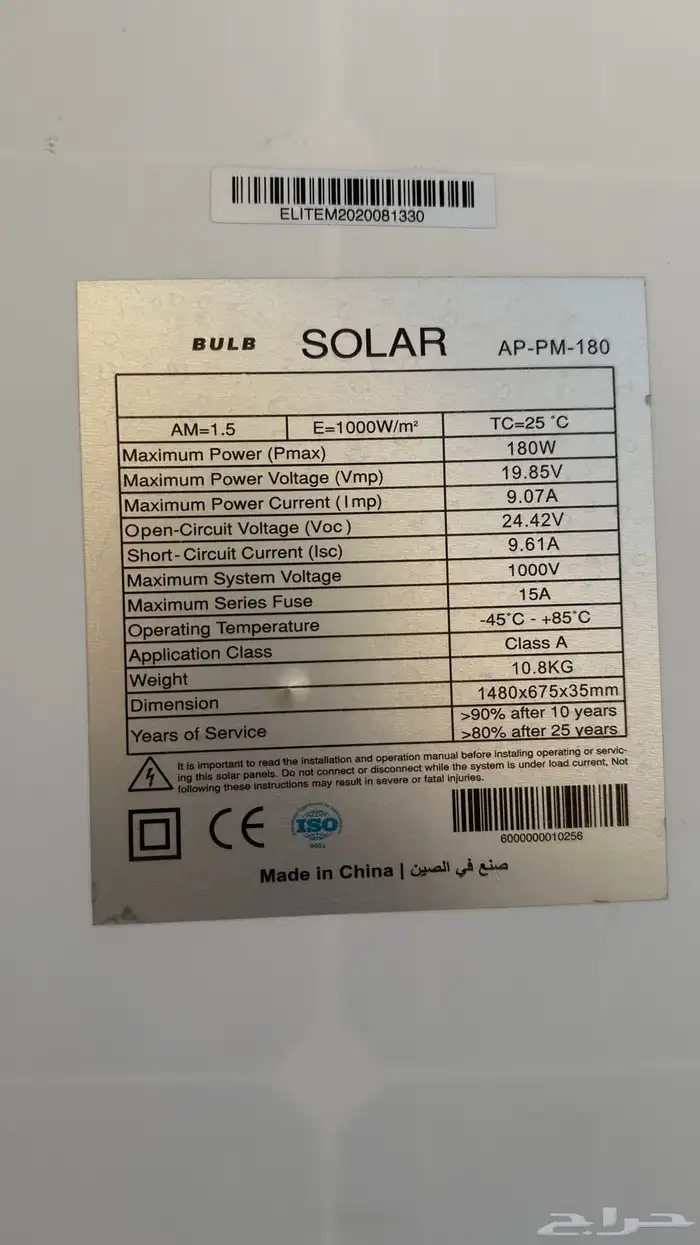 ELITEM2020081330
BULB SOLAR AP-PM-180
AM=1.5 E=1000W/m² TC=25 °C
Maximum Power (Pmax) 180W
Maximum Power Voltage (Vmp) 19.85V
Maximum Power Current (Imp) 9.07A
Open-Circuit Voltage (Voc) 24.42V
Short-Circuit Current (Isc) 9.61A
Maximum System Voltage 1000V
Maximum Series Fuse 15A
Operating Temperature -45°C - +85°C
Application Class Class A
Weight 10.8KG
Dimension 1480x675x35mm
Years of Service >90% after 10 years
>80% after 25 years
It is important to read the installation and operation manual before instaling operating or servic-
ing this solar panels. Do not connect or disconnect while the system is under load current, Not
following these instructions may result in severe or fatal injuries.
CE ISO
9001
6000000010256
Made in China | صنع في الصين
حراج